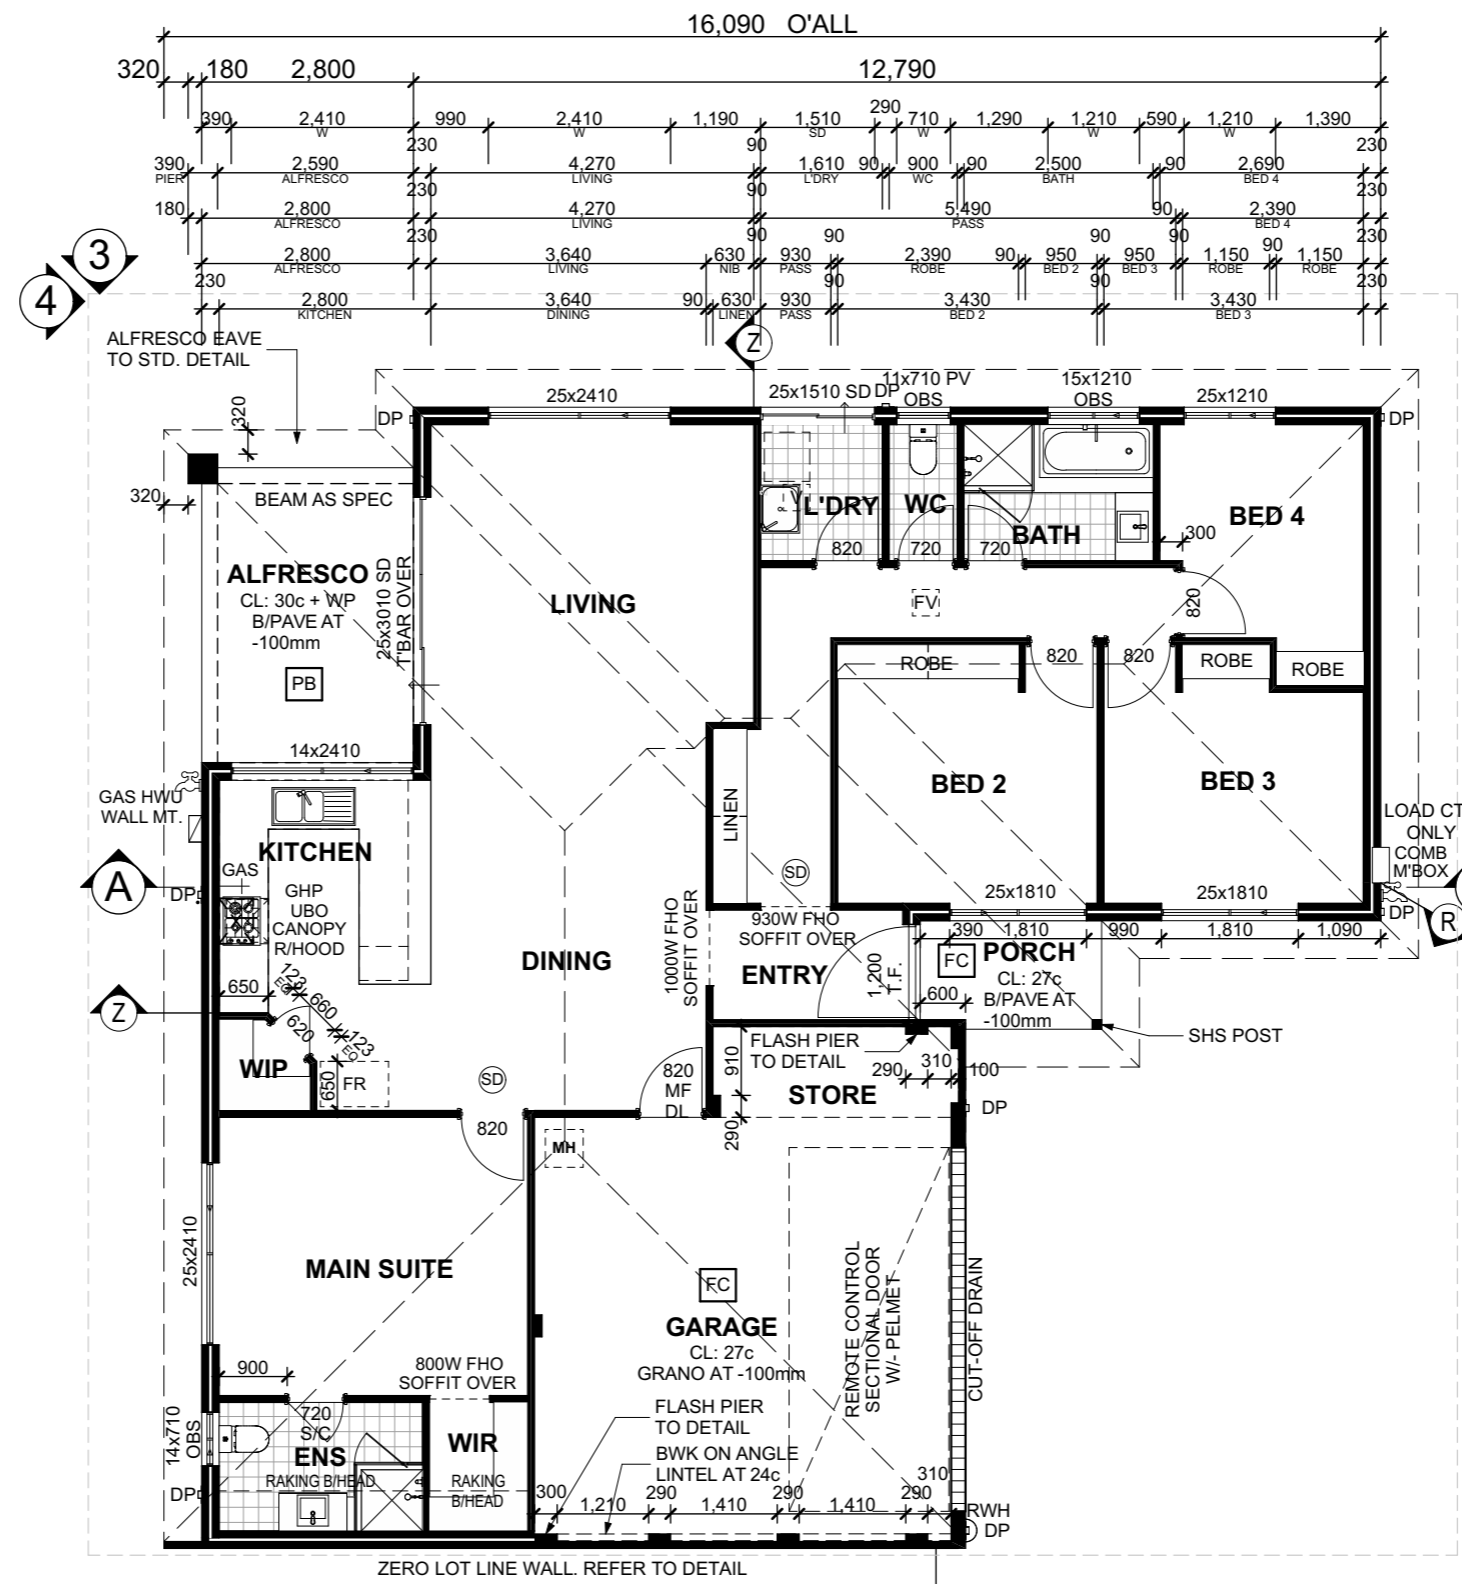 16,090 O'ALL
320 180 2,800 12,790
390 2,410 990 2,410 1,190 1,510 290 710 1,290 1,210 590 1,210 1,390
W W SD W W W
230 90 230
390 2,590 4,270 1,610 90 900 90 2,500 90 2,690
PIER ALFRESCO LIVING L'DRY WC BATH BED 4
230 90 230
180 2,800 4,270 5,490 90 2,390
ALFRESCO LIVING PASS BED 4
230 90 90 90 90 90 230
2,800 3,640 630 930 2,390 90 950 950 1,150 1,150
ALFRESCO LIVING NIB PASS ROBE BED 2 BED 3 ROBE ROBE
230 90 90 230
2,800 3,640 90 630 930 3,430 3,430
KITCHEN DINING LINEN PASS BED 2 BED 3
3
4
ALFRESCO EAVE
TO STD. DETAIL
Z
25x2410
25x1510 SD
DP
11x710 PV
OBS
15x1210
OBS
25x1210
DP
DP
320
320
BEAM AS SPEC
ALFRESCO
CL: 30c + WP
B/PAVE AT
-100mm
PB
25x3010 SD
T'BAR OVER
LIVING
L'DRY
WC
BATH
BED 4
300
820
720
720
820
FV
ROBE
820
820
ROBE
ROBE
14x2410
GAS HWU
WALL MT.
KITCHEN
GAS
GHP
UBO
CANOPY
R/HOOD
A
DP
LINEN
BED 2
BED 3
LOAD CT
ONLY
COMB
M'BOX
DP
R
SD
25x1810
25x1810
390 1,810 990 1,810 1,090
930W FHO
SOFFIT OVER
1000W FHO
SOFFIT OVER
DINING
ENTRY
1,200
T.F.
FC
PORCH
CL: 27c
B/PAVE AT
-100mm
600
SHS POST
650
123
EQ
660
620
123
EQ
Z
WIP
650
FR
SD
820
MF
DL
910
290
FLASH PIER
TO DETAIL
290 310 100
STORE
DP
820
MH
25x2410
MAIN SUITE
FC
GARAGE
CL: 27c
GRANO AT -100mm
REMOTE CONTROL
SECTIONAL DOOR
W/- PELMET
CUT-OFF DRAIN
900
800W FHO
SOFFIT OVER
720
S/C
14x710
OBS
ENS
RAKING B/HEAD
WIR
RAKING
B/HEAD
FLASH PIER
TO DETAIL
BWK ON ANGLE
LINTEL AT 24c
DP
300 1,210 290 1,410 290 1,410 290 310
RWH
DP
ZERO LOT LINE WALL. REFER TO DETAIL